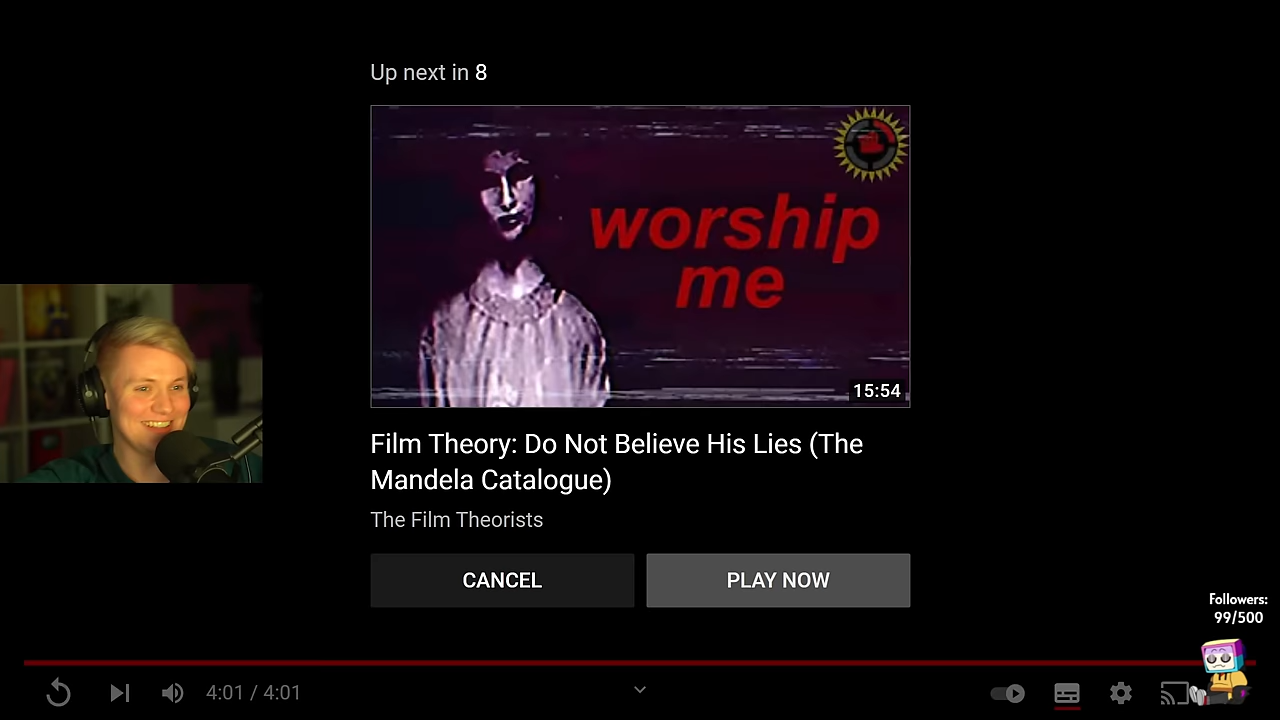 Up next in 8
worship
me
15:54
Film Theory: Do Not Believe His Lies (The
Mandela Catalogue)
The Film Theorists
CANCEL
PLAY NOW
Followers:
99/500
4:01 / 4:01